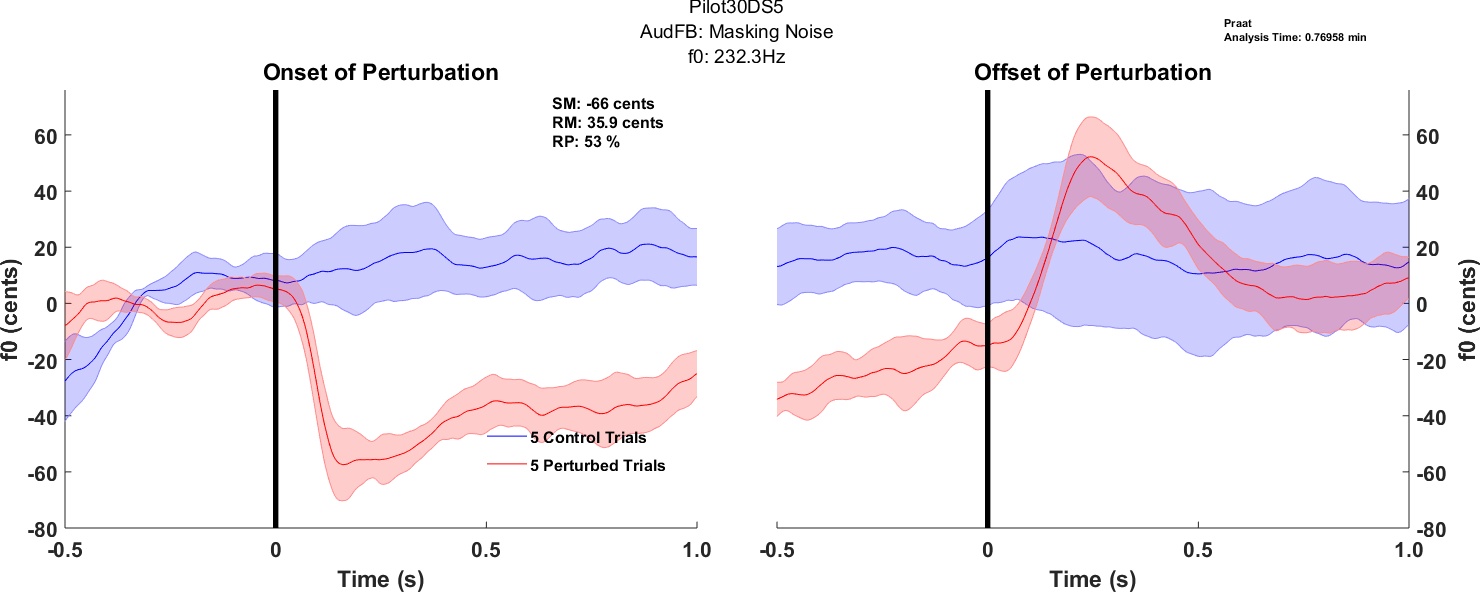 Pilot30DS5
AudFB: Masking Noise
f0: 232.3Hz
Praat
Analysis Time: 0.76958 min
Onset of Perturbation
SM: -66 cents
RM: 35.9 cents
RP: 53 %
60
40
20
0
-20
-40
-60
-80
f0 (cents)
5 Control Trials
5 Perturbed Trials
-0.5
0
0.5
1.0
Time (s)
Offset of Perturbation
60
40
20
0
-20
-40
-60
-80
f0 (cents)
-0.5
0
0.5
1.0
Time (s)